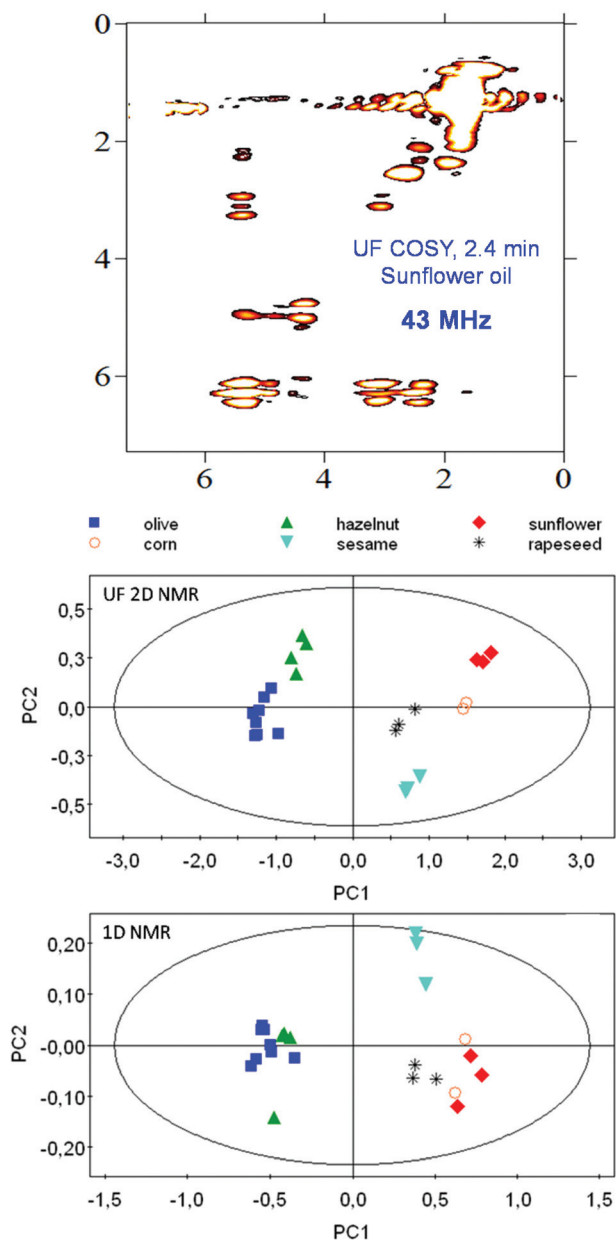 0
2
4
6
UF COSY, 2.4 min
Sunflower oil
43 MHz
6 4 2 0
olive hazelnut sunflower
corn sesame rapeseed
UF 2D NMR
PC2
0,5
0,3
0,0
-0,3
-0,5
-3,0 -2,0 -1,0 0,0 1,0 2,0 3,0
PC1
1D NMR
PC2
0,20
0,10
-0,00
-0,10
-0,20
-1,5 -1,0 -0,5 0,0 0,5 1,0 1,5
PC1